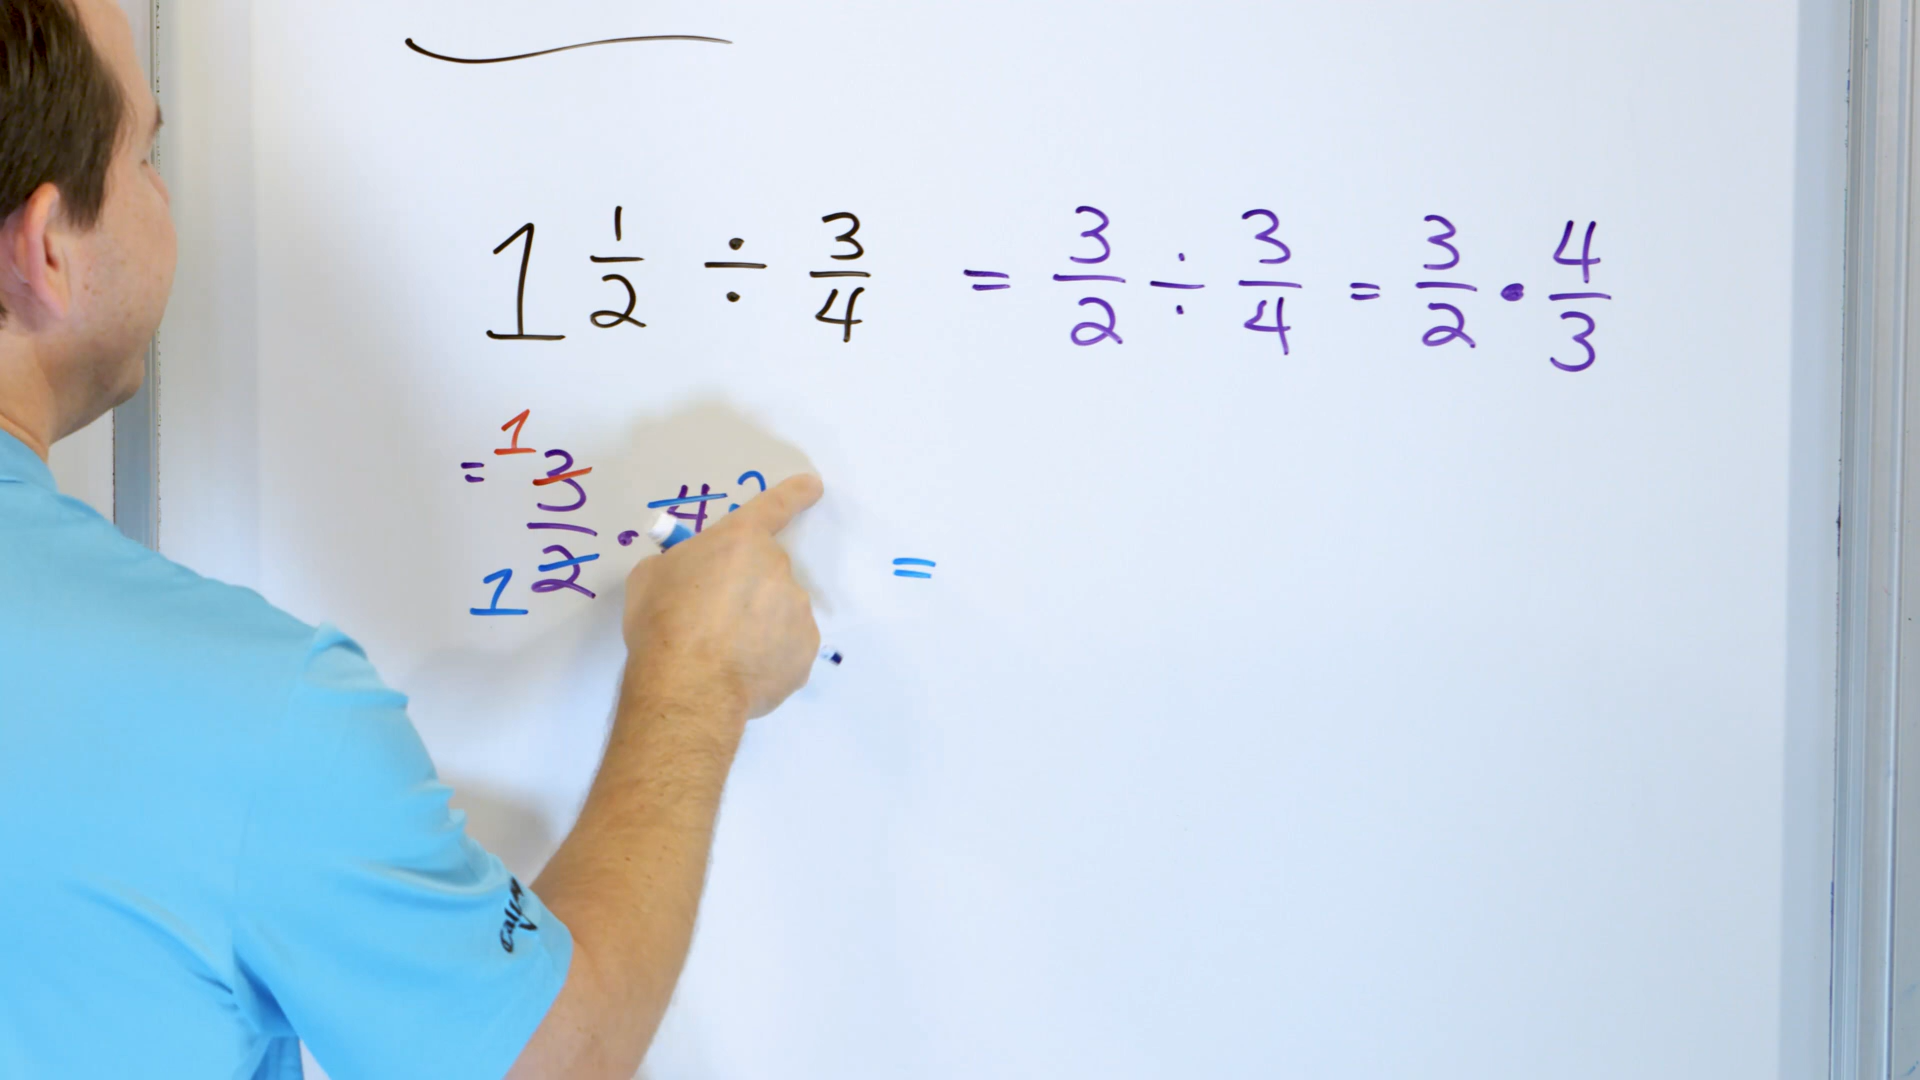 1 1/2 ÷ 3/4 = 3/2 ÷ 3/4 = 3/2 • 4/3
= 1 3/2 1 • 4 =